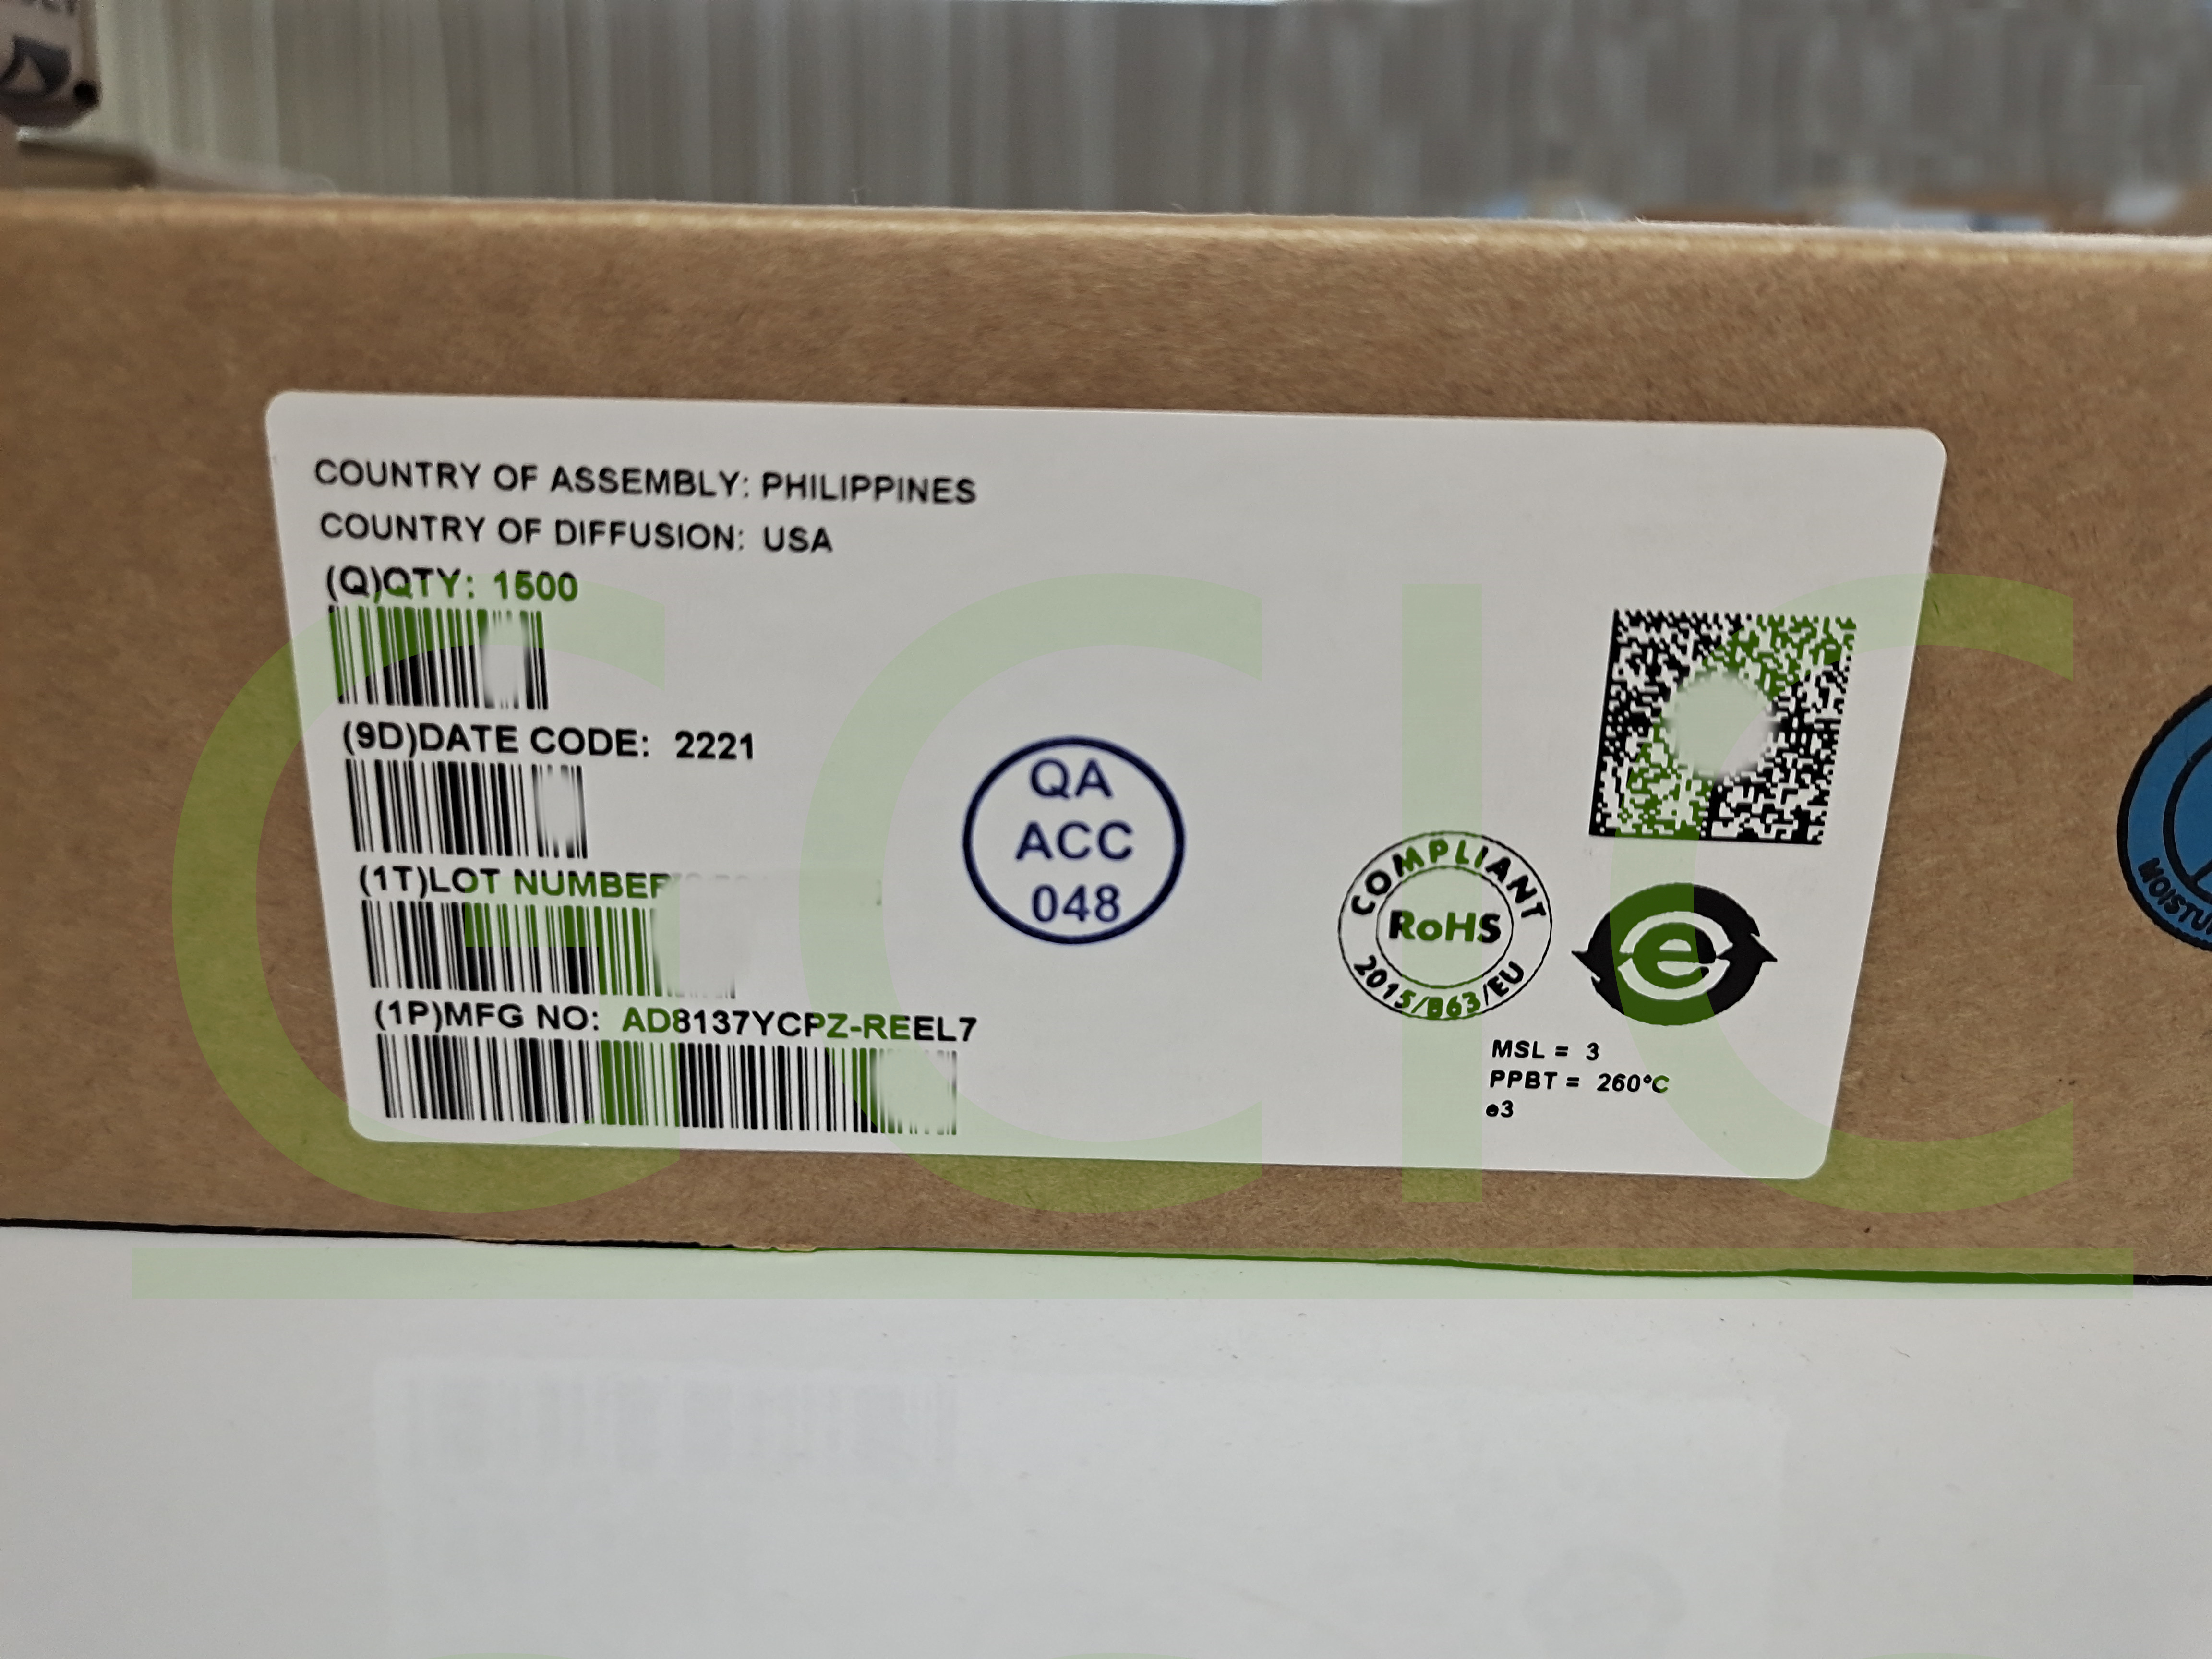 COUNTRY OF ASSEMBLY: PHILIPPINES
COUNTRY OF DIFFUSION: USA
(Q)QTY: 1500
(9D)DATE CODE: 2221
(1T)LOT NUMBER
(1P)MFG NO: AD8137YCPZ-REEL7
QA
ACC
048
COMPLIANT
RoHS
2015/863/EU
e
MSL = 3
PPBT = 260°C
e3
GCIC